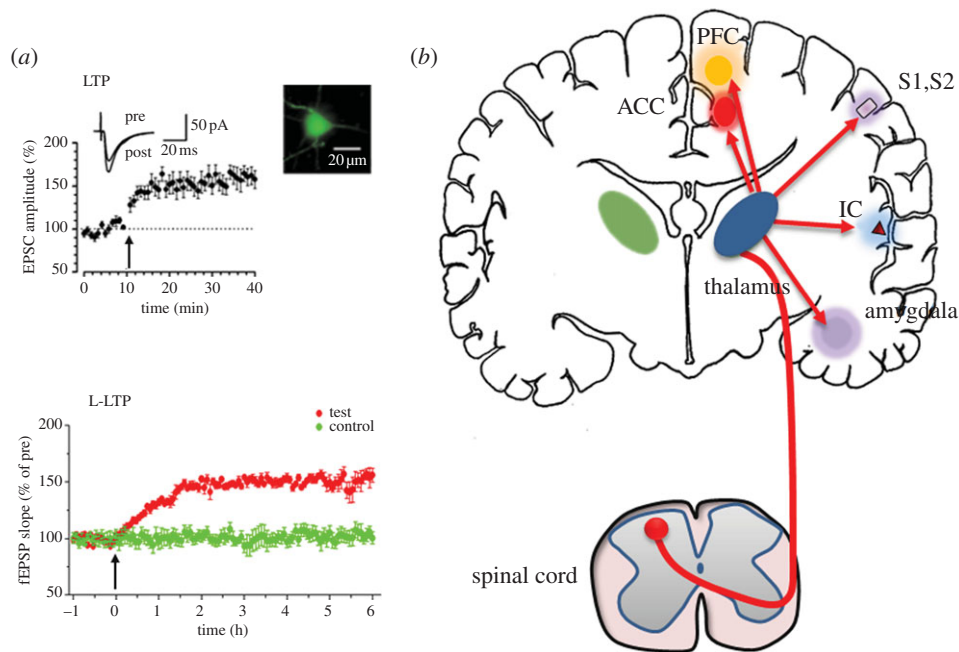 (a)
LTP
pre
post
50 pA
20 ms
20 µm
EPSC amplitude (%)
200
150
100
50
0
10
20
30
40
time (min)
L-LTP
test
control
fEPSP slope (% of pre)
200
150
100
50
–1
0
1
2
3
4
5
6
time (h)
(b)
PFC
ACC
S1,S2
IC
thalamus
amygdala
spinal cord